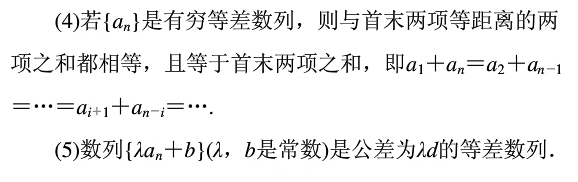 (4)若{aₙ}是有穷等差数列，则与首末两项等距离的两
项之和都相等，且等于首末两项之和，即a₁＋aₙ＝a₂＋aₙ₋₁
＝…＝aᵢ₊₁＋aₙ₋ᵢ＝….
(5)数列{λaₙ＋b}(λ，b是常数)是公差为λd的等差数列．